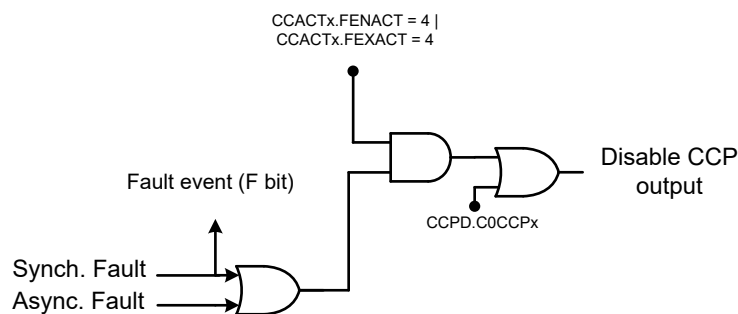 CCACTx.FENACT = 4 |
CCACTx.FEXACT = 4
Disable CCP
output
Fault event (F bit)
CCPD.C0CCPx
Synch. Fault
Async. Fault